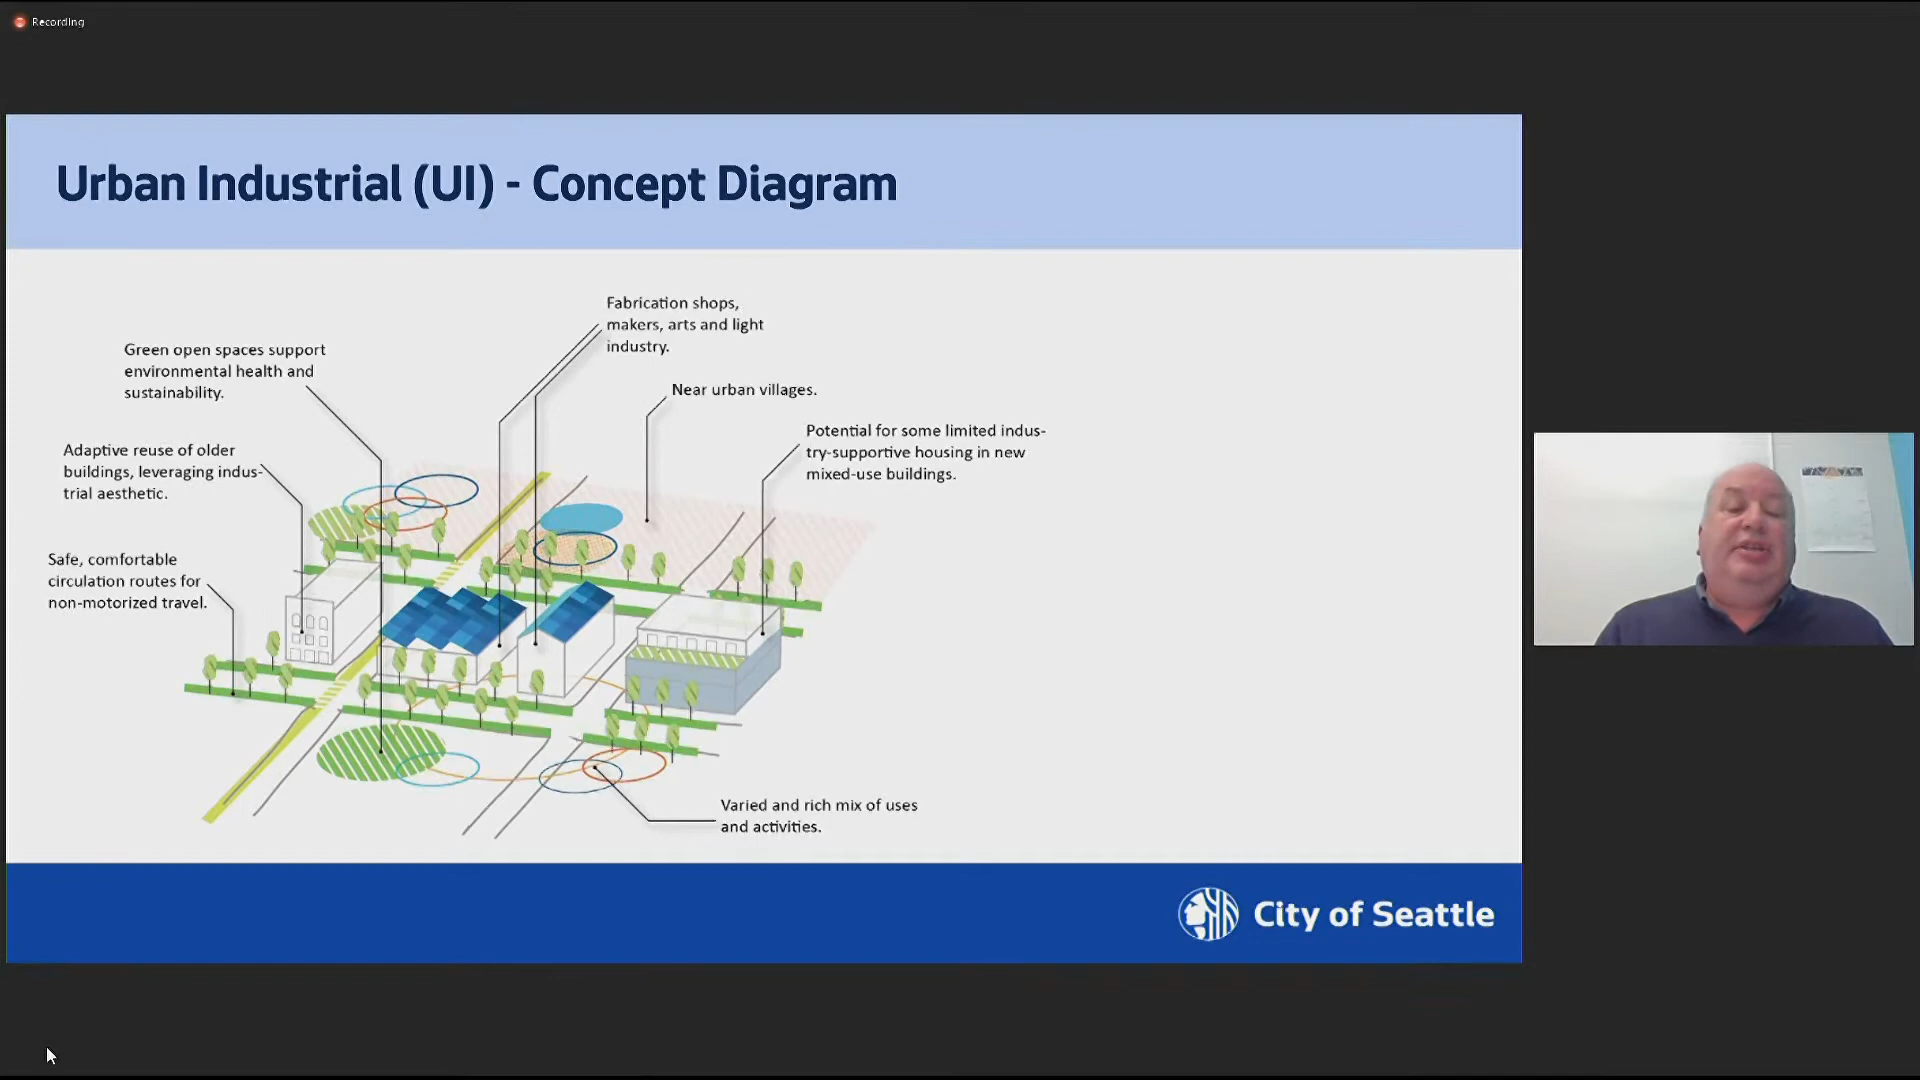 Recording
Urban Industrial (UI) - Concept Diagram
Fabrication shops,
makers, arts and light
industry.
Green open spaces support
environmental health and
sustainability.
Near urban villages.
Potential for some limited indus-
try-supportive housing in new
mixed-use buildings.
Adaptive reuse of older
buildings, leveraging indus-
trial aesthetic.
Safe, comfortable
circulation routes for
non-motorized travel.
Varied and rich mix of uses
and activities.
City of Seattle